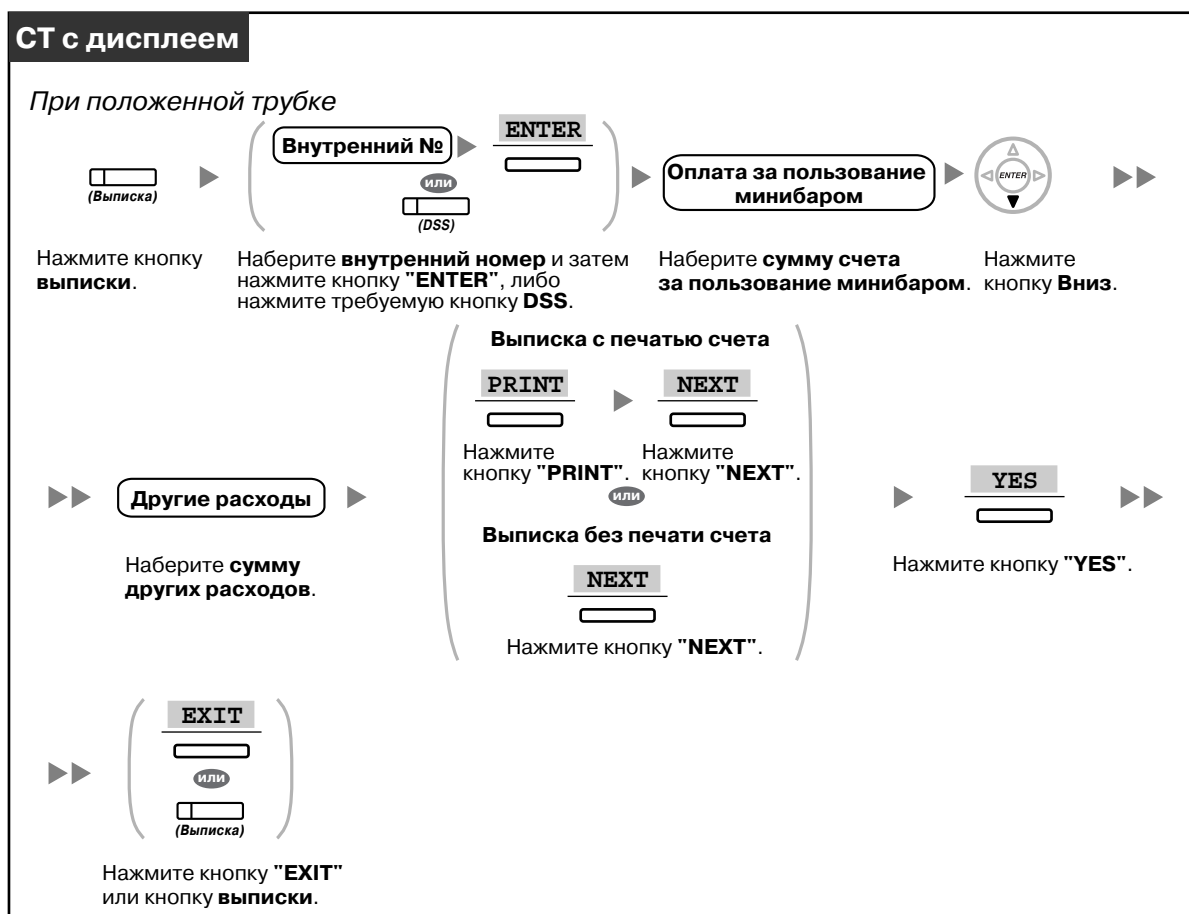 СТ с дисплеем
При положенной трубке
(Выписка)
Внутренний №
или
(DSS)
ENTER
Оплата за пользование
минибаром
ENTER
Нажмите кнопку
выписки.
Наберите внутренний номер и затем
нажмите кнопку "ENTER", либо
нажмите требуемую кнопку DSS.
Наберите сумму счета
за пользование минибаром.
Нажмите
кнопку Вниз.
Другие расходы
Наберите сумму
других расходов.
Выписка с печатью счета
PRINT
NEXT
Нажмите
кнопку "PRINT".
Нажмите
кнопку "NEXT".
или
Выписка без печати счета
NEXT
Нажмите кнопку "NEXT".
YES
Нажмите кнопку "YES".
EXIT
или
(Выписка)
Нажмите кнопку "EXIT"
или кнопку выписки.